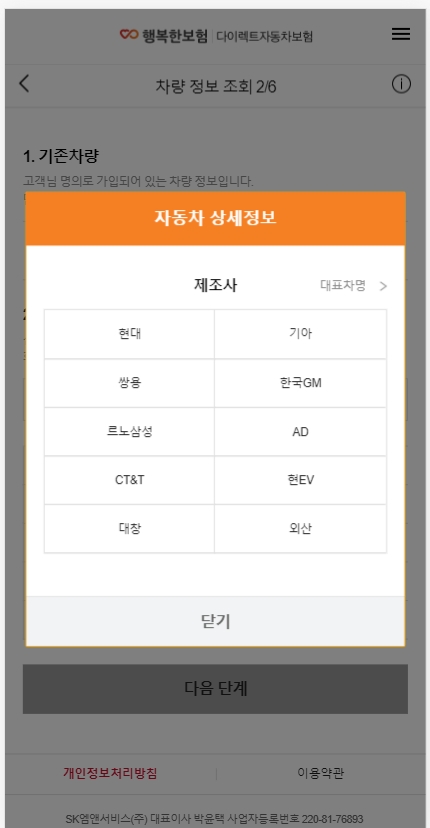 행복한보험 다이렉트자동차보험
차량 정보 조회 2/6
1. 기존차량
고객님 명의로 가입되어 있는 차량 정보입니다.
자동차 상세정보
제조사 대표차명 >
현대 기아
쌍용 한국GM
르노삼성 AD
CT&T 현EV
대창 외산
닫기
다음 단계
개인정보처리방침 이용약관
SK엠앤서비스(주) 대표이사 박윤택 사업자등록번호 220-81-76893